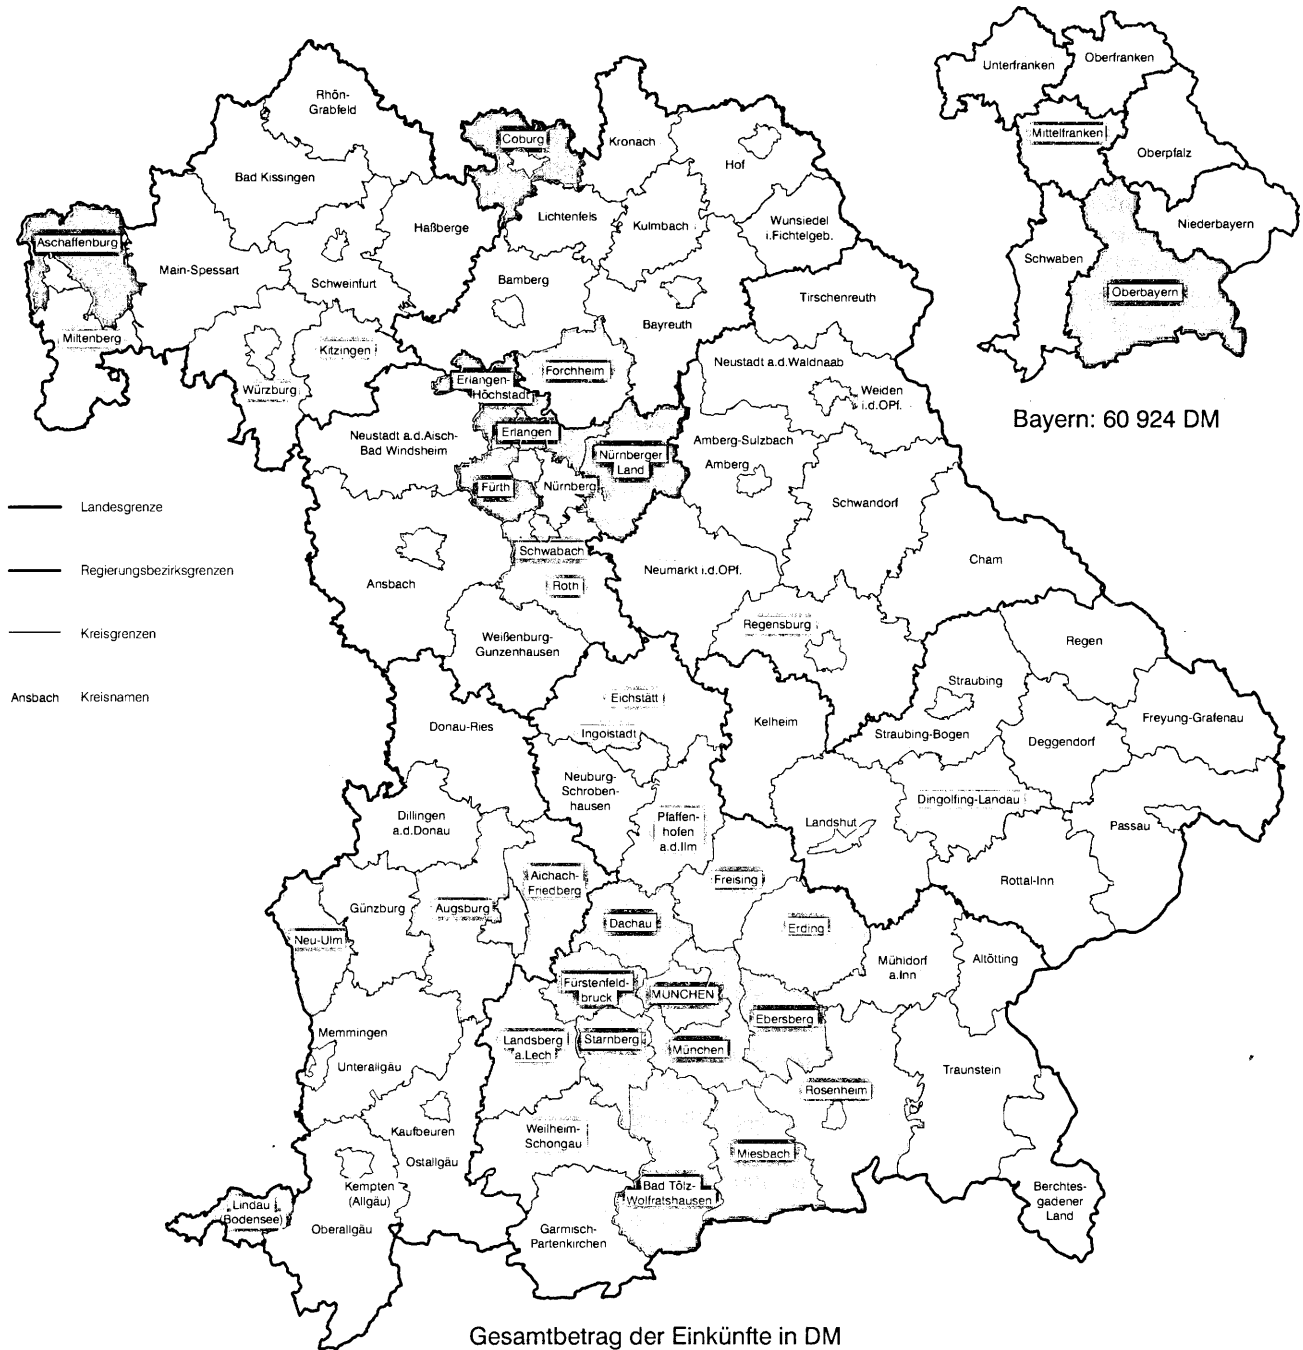 Unterfranken
Oberfranken
Mittelfranken
Oberpfalz
Niederbayern
Schwaben
Oberbayern
Bayern: 60 924 DM
Rhön-
Grabfeld
Coburg
Kronach
Hof
Bad Kissingen
Lichtenfels
Kulmbach
Wunsiedel
i.Fichtelgeb.
Haßberge
Aschaffenburg
Main-Spessart
Schweinfurt
Bamberg
Tirschenreuth
Bayreuth
Miltenberg
Kitzingen
Würzburg
Erlangen-
Höchstadt
Forchheim
Neustadt a.d.Waldnaab
Weiden
i.d.OPf.
Neustadt a.d.Aisch-
Bad Windsheim
Erlangen
Nürnberger
Land
Amberg-Sulzbach
Amberg
Fürth
Nürnberg
Schwandorf
Landesgrenze
Regierungsbezirksgrenzen
Kreisgrenzen
Ansbach
Kreisnamen
Ansbach
Schwabach
Roth
Neumarkt i.d.OPf.
Cham
Weißenburg-
Gunzenhausen
Regensburg
Regen
Eichstätt
Straubing
Donau-Ries
Ingolstadt
Kelheim
Straubing-Bogen
Deggendorf
Freyung-Grafenau
Neuburg-
Schroben-
hausen
Dillingen
a.d.Donau
Pfaffen-
hofen
a.d.Ilm
Landshut
Dingolfing-Landau
Passau
Aichach-
Friedberg
Freising
Rottal-Inn
Günzburg
Augsburg
Dachau
Erding
Neu-Ulm
Mühldorf
a.Inn
Altötting
Fürstenfeld-
bruck
MÜNCHEN
Ebersberg
Memmingen
Unterallgäu
Landsberg
a.Lech
Starnberg
München
Traunstein
Rosenheim
Kaufbeuren
Ostallgäu
Weilheim-
Schongau
Miesbach
Kempten
(Allgäu)
Bad Tölz-
Wolfratshausen
Berchtes-
gadener
Land
Lindau
(Bodensee)
Oberallgäu
Garmisch-
Partenkirchen
Gesamtbetrag der Einkünfte in DM